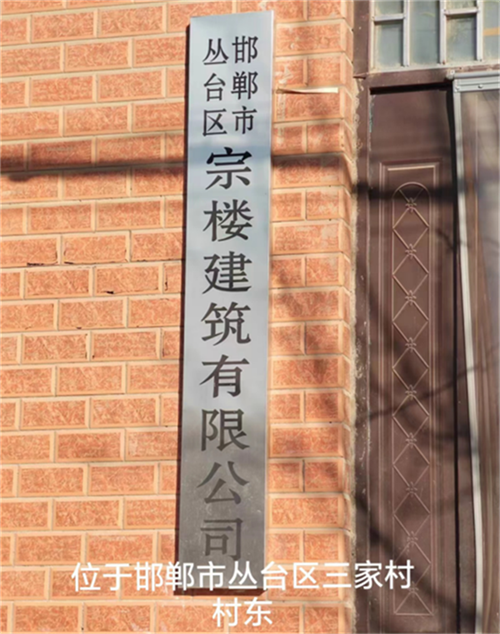 邯郸市
丛台区
宗楼建筑有限公司
位于邯郸市丛台区三家村
村东